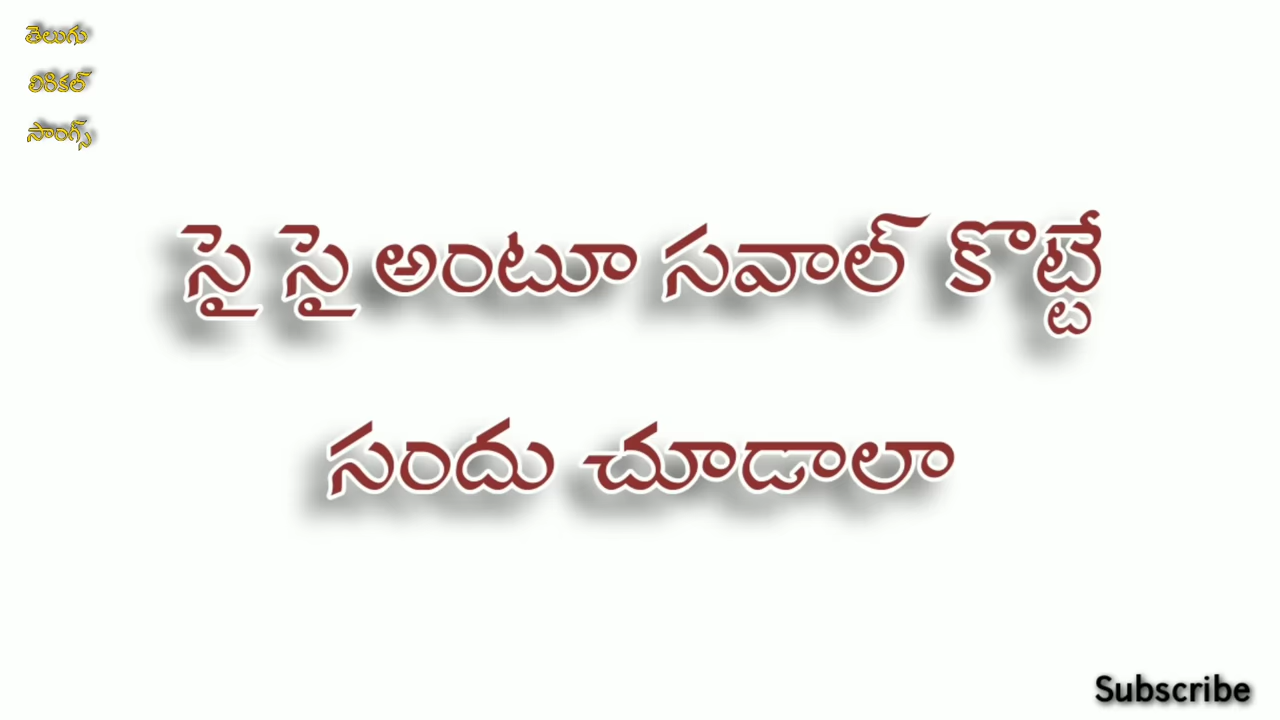 తెలుగు
లిరికల్
సాంగ్స్
సై సై అంటూ సవాల్ కొట్టే
సందు చూడాలా
Subscribe